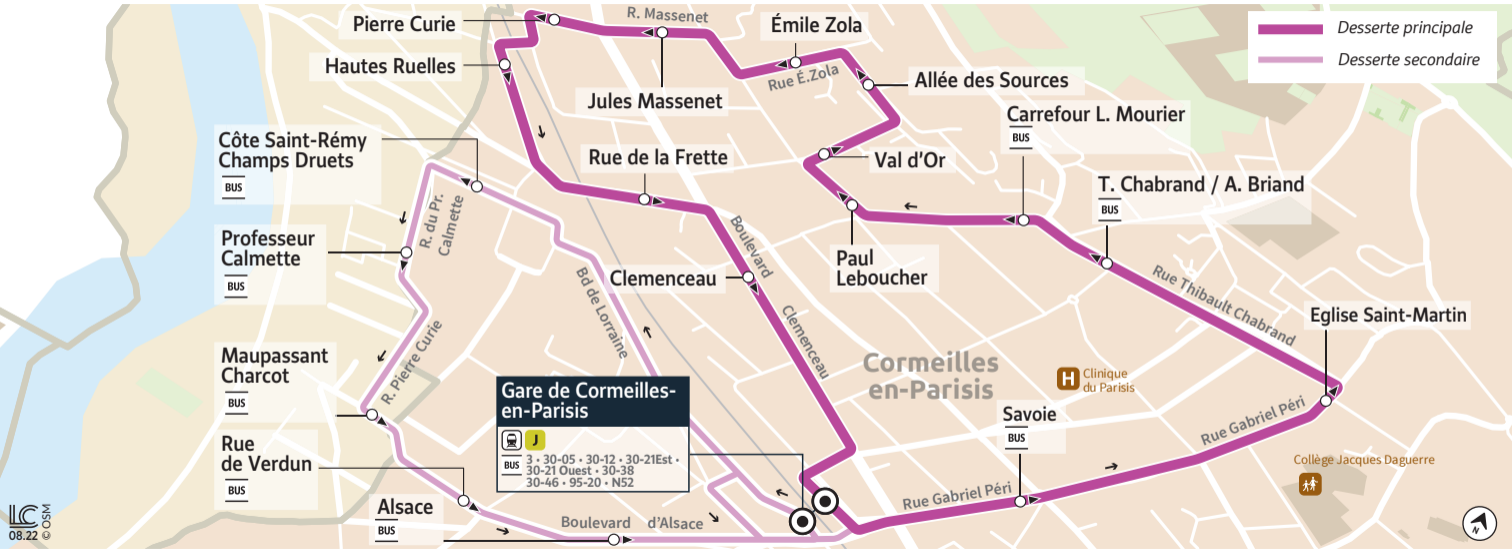 Pierre Curie
R. Massenet
Émile Zola
Desserte principale
Desserte secondaire
Hautes Ruelles
Jules Massenet
Rue É.Zola
Allée des Sources
Carrefour L. Mourier
BUS
Côte Saint-Rémy
Champs Druets
BUS
Rue de la Frette
Val d'Or
T. Chabrand / A. Briand
BUS
R. du Pr.
Calmette
Professeur
Calmette
BUS
Boulevard
Clemenceau
Clemenceau
Paul
Leboucher
Rue Thibault Chabrand
Bd de Lorraine
Eglise Saint-Martin
Maupassant
Charcot
BUS
R. Pierre Curie
Cormeilles
en-Parisis
H
Clinique
du Parisis
Gare de Cormeilles-
en-Parisis
J
BUS
3 • 30-05 • 30-12 • 30-21Est •
30-21 Ouest • 30-38
30-46 • 95-20 • N52
Savoie
BUS
Rue Gabriel Péri
Rue
de Verdun
BUS
Collège Jacques Daguerre
Rue Gabriel Péri
Alsace
BUS
Boulevard d'Alsace
LC
08.22
© OSM
N